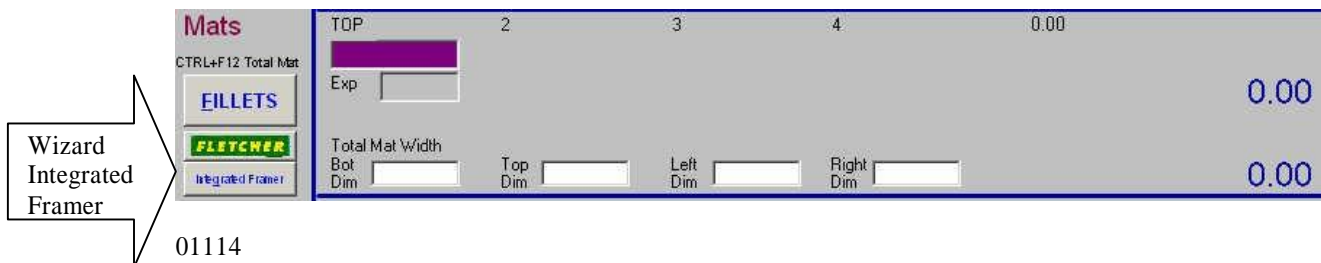 Mats
TOP 2 3 4 0.00
CTRL+F12 Total Mat
Exp
FILLETS
0.00
Wizard
Integrated
Framer
FLETCHER
Integrated Framer
Total Mat Width
Bot Dim
Top Dim
Left Dim
Right Dim
0.00
01114